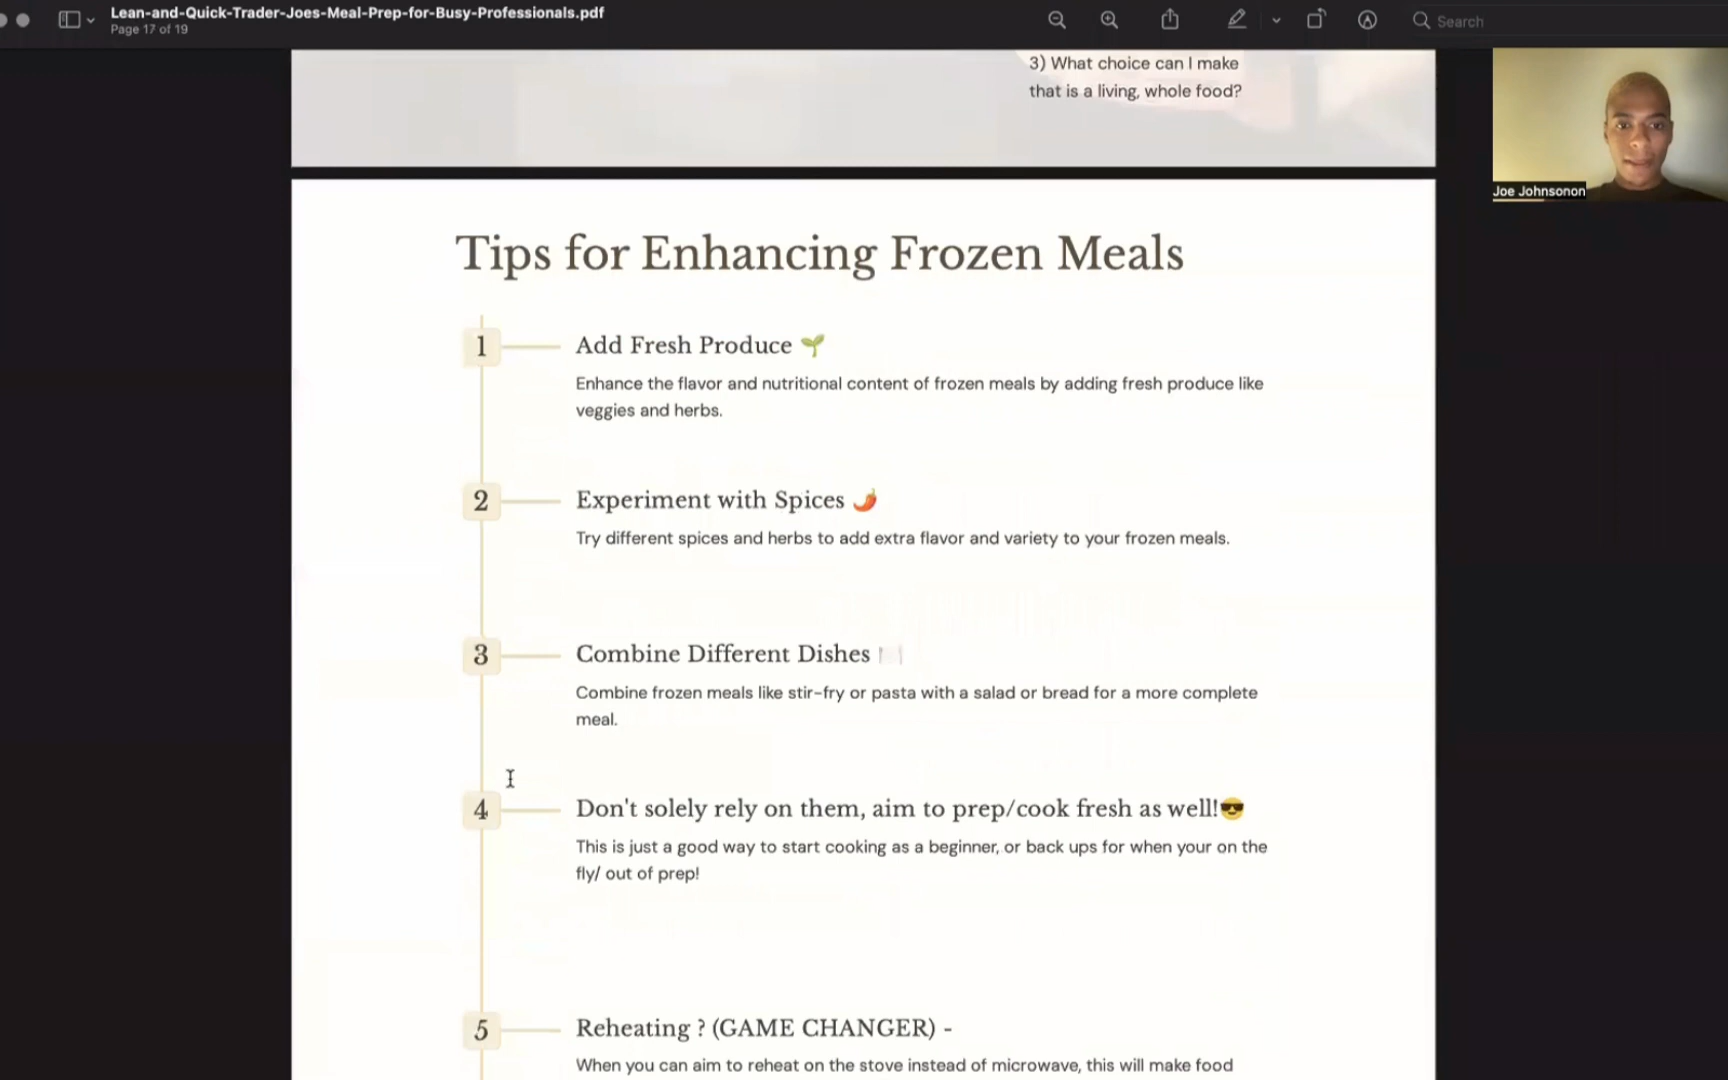 Lean-and-Quick-Trader-Joes-Meal-Prep-for-Busy-Professionals.pdf
Page 17 of 19
Search
3) What choice can I make
that is a living, whole food?
Joe Johnsonon
Tips for Enhancing Frozen Meals
1
Add Fresh Produce 🌱
Enhance the flavor and nutritional content of frozen meals by adding fresh produce like
veggies and herbs.
2
Experiment with Spices 🌶️
Try different spices and herbs to add extra flavor and variety to your frozen meals.
3
Combine Different Dishes 🍽️
Combine frozen meals like stir-fry or pasta with a salad or bread for a more complete
meal.
4
Don't solely rely on them, aim to prep/cook fresh as well!😎
This is just a good way to start cooking as a beginner, or back ups for when your on the
fly/ out of prep!
5
Reheating ? (GAME CHANGER) -
When you can aim to reheat on the stove instead of microwave, this will make food